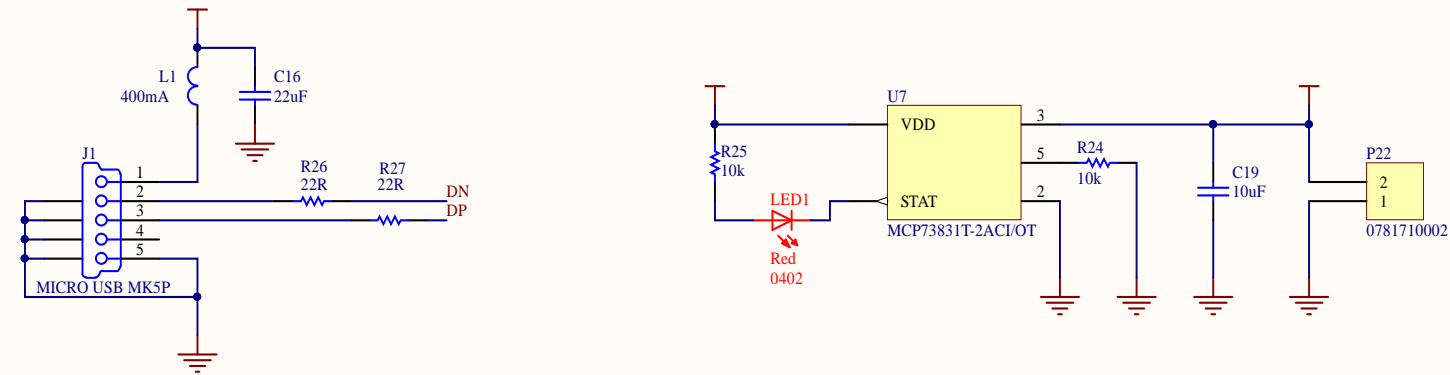 L1
400mA
C16
22uF
J1
1
2
3
4
5
R26
22R
R27
22R
DN
DP
MICRO USB MK5P
U7
VDD
STAT
3
5
2
MCP73831T-2ACI/OT
R25
10k
LED1
Red
0402
R24
10k
C19
10uF
P22
2
1
0781710002